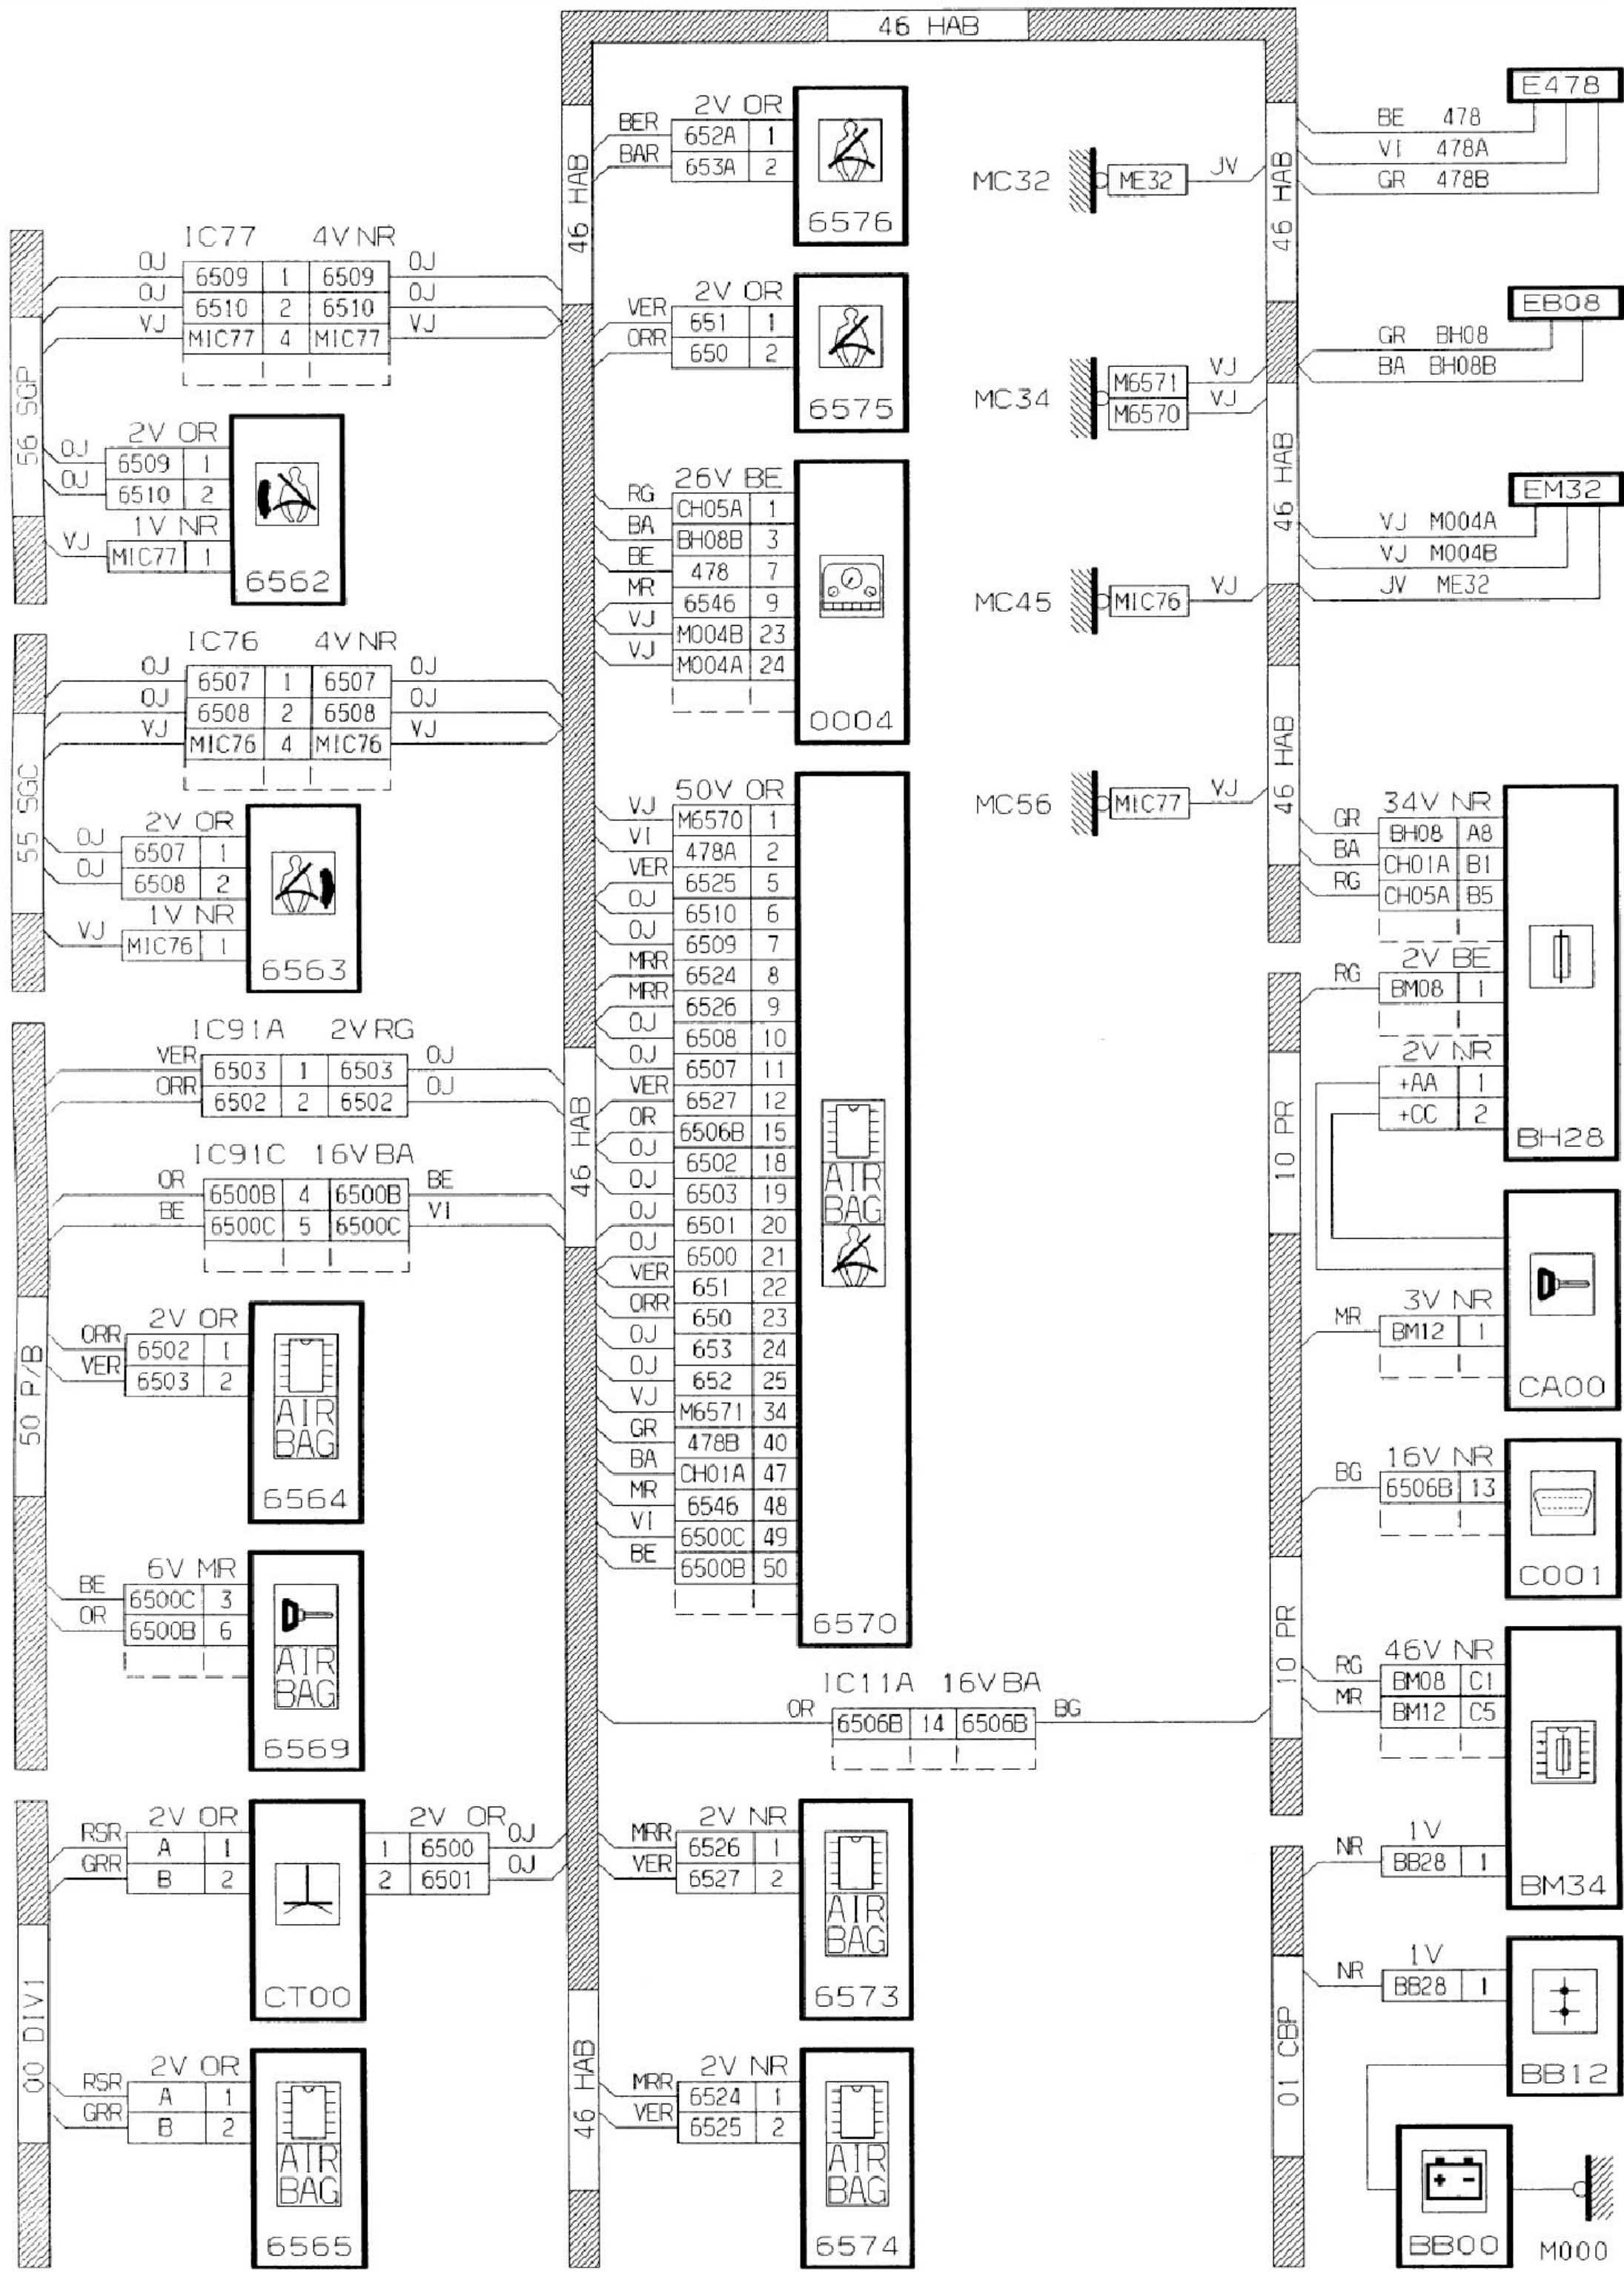 46 HAB
46 HAB
56 SGP
IC77 4V NR
OJ 6509 1 6509 OJ
OJ 6510 2 6510 OJ
VJ MIC77 4 MIC77 VJ
2V OR
OJ 6509 1
OJ 6510 2
1V NR
VJ MIC77 1
6562
55 SGC
IC76 4V NR
OJ 6507 1 6507 OJ
OJ 6508 2 6508 OJ
VJ MIC76 4 MIC76 VJ
2V OR
OJ 6507 1
OJ 6508 2
1V NR
VJ MIC76 1
6563
50 P/B
IC91A 2V RG
VER 6503 1 6503 OJ
ORR 6502 2 6502 OJ
IC91C 16V BA
OR 6500B 4 6500B BE
BE 6500C 5 6500C VI
2V OR
ORR 6502 1
VER 6503 2
AIR
BAG
6564
6V MR
BE 6500C 3
OR 6500B 6
AIR
BAG
6569
00 DIV1
2V OR
RSR A 1
GRR B 2
CT00
2V OR
1 6500 OJ
2 6501 OJ
2V OR
RSR A 1
GRR B 2
AIR
BAG
6565
46 HAB
46 HAB
2V OR
BER 652A 1
BAR 653A 2
6576
2V OR
VER 651 1
ORR 650 2
6575
26V BE
RG CH05A 1
BA BH08B 3
BE 478 7
MR 6546 9
VJ M004B 23
VJ M004A 24
0004
50V OR
VJ M6570 1
VI 478A 2
VER 6525 5
OJ 6510 6
OJ 6509 7
MRR 6524 8
MRR 6526 9
OJ 6508 10
OJ 6507 11
VER 6527 12
OR 6506B 15
OJ 6502 18
OJ 6503 19
OJ 6501 20
OJ 6500 21
VER 651 22
ORR 650 23
OJ 653 24
OJ 652 25
VJ M6571 34
GR 478B 40
BA CH01A 47
MR 6546 48
VI 6500C 49
BE 6500B 50
AIR
BAG
6570
IC11A 16V BA
OR 6506B 14 6506B BG
2V NR
MRR 6526 1
VER 6527 2
AIR
BAG
6573
2V NR
MRR 6524 1
VER 6525 2
AIR
BAG
6574
MC32 ME32 JV
MC34 M6571 VJ
M6570 VJ
MC45 MIC76 VJ
MC56 MIC77 VJ
46 HAB
46 HAB
46 HAB
E478
BE 478
VI 478A
GR 478B
EB08
GR BH08
BA BH08B
EM32
VJ M004A
VJ M004B
JV ME32
34V NR
GR BH08 A8
BA CH01A B1
RG CH05A B5
2V BE
RG BM08 1
2V NR
+AA 1
+CC 2
BH28
10 PR
3V NR
MR BM12 1
CA00
16V NR
BG 6506B 13
C001
10 PR
46V NR
RG BM08 C1
MR BM12 C5
1V
NR BB28 1
BM34
01 CBP
1V
NR BB28 1
BB12
BB00
M000